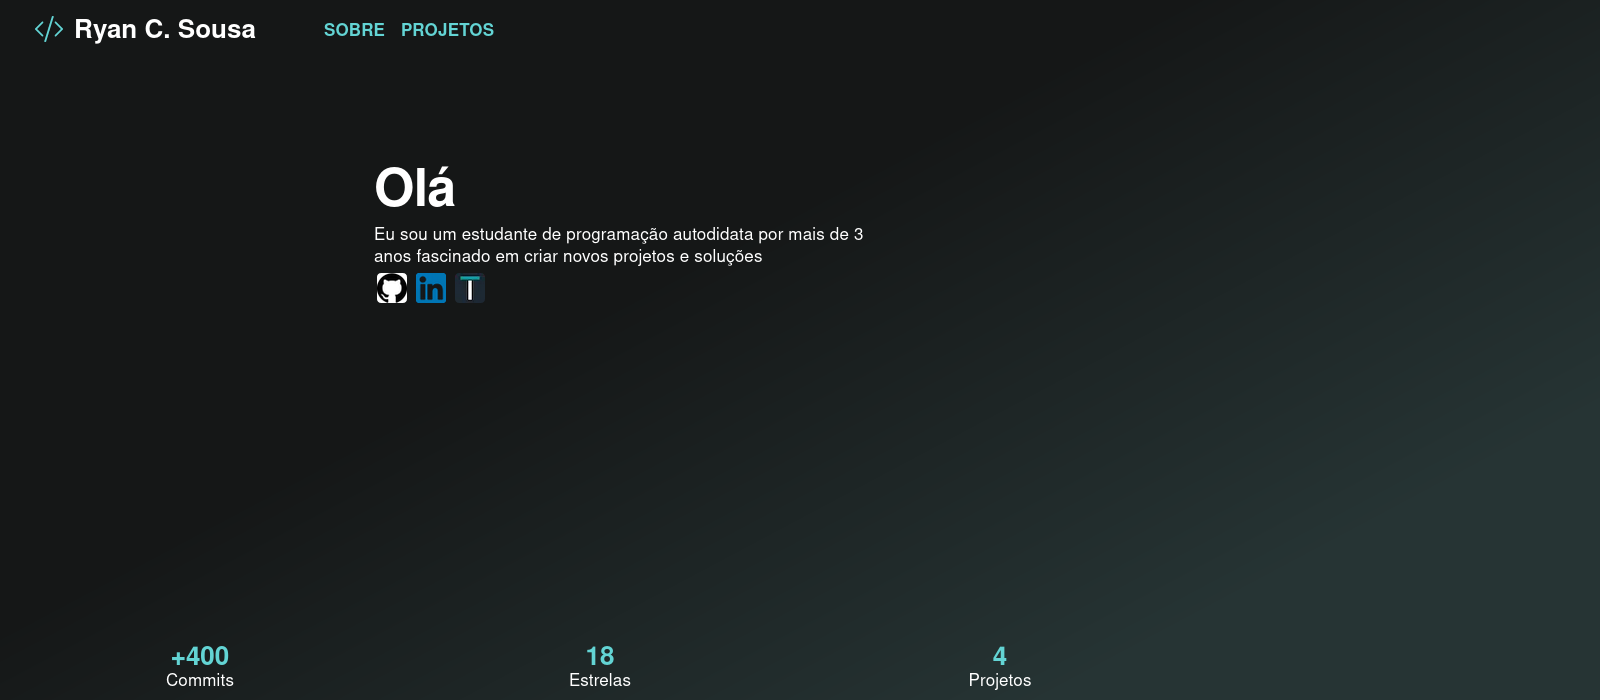 </> Ryan C. Sousa SOBRE PROJETOS
Olá
Eu sou um estudante de programação autodidata por mais de 3
anos fascinado em criar novos projetos e soluções
in T
+400 18 4
Commits Estrelas Projetos